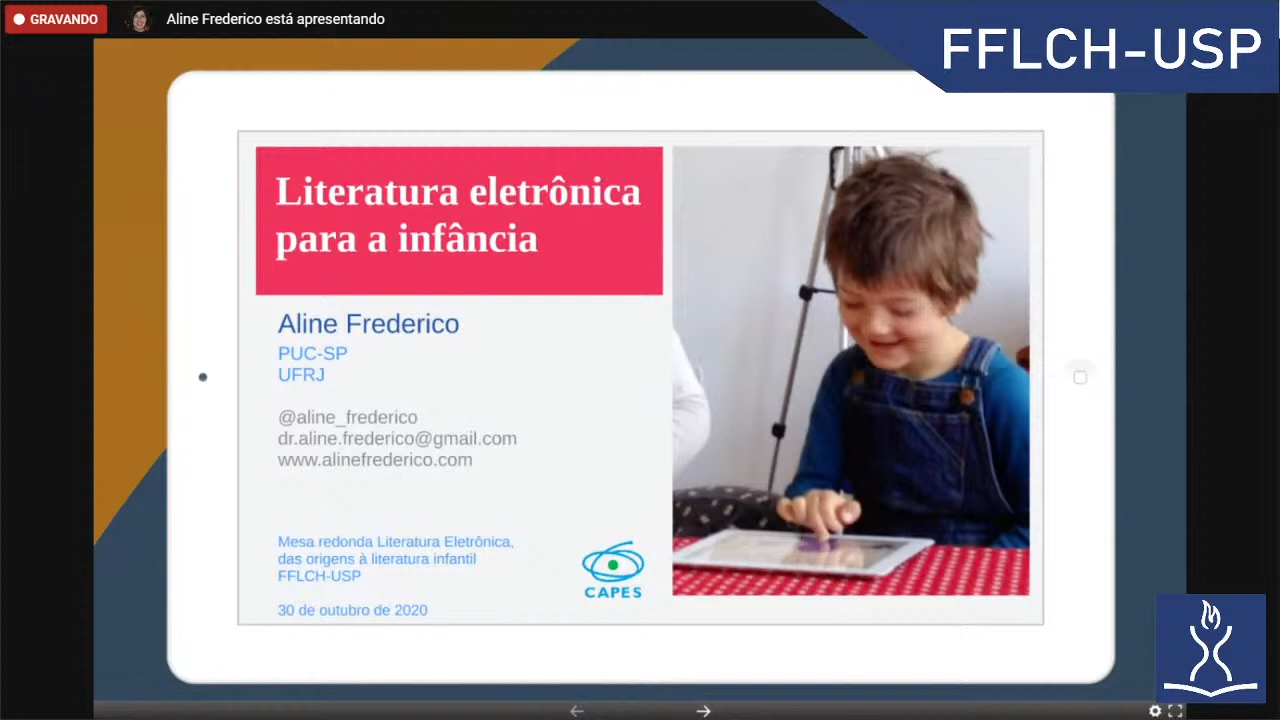 GRAVANDO
Aline Frederico está apresentando
FFLCH-USP
Literatura eletrônica
para a infância
Aline Frederico
PUC-SP
UFRJ
@aline_frederico
dr.aline.frederico@gmail.com
www.alinefrederico.com
Mesa redonda Literatura Eletrônica,
das origens à literatura infantil
FFLCH-USP
30 de outubro de 2020
CAPES